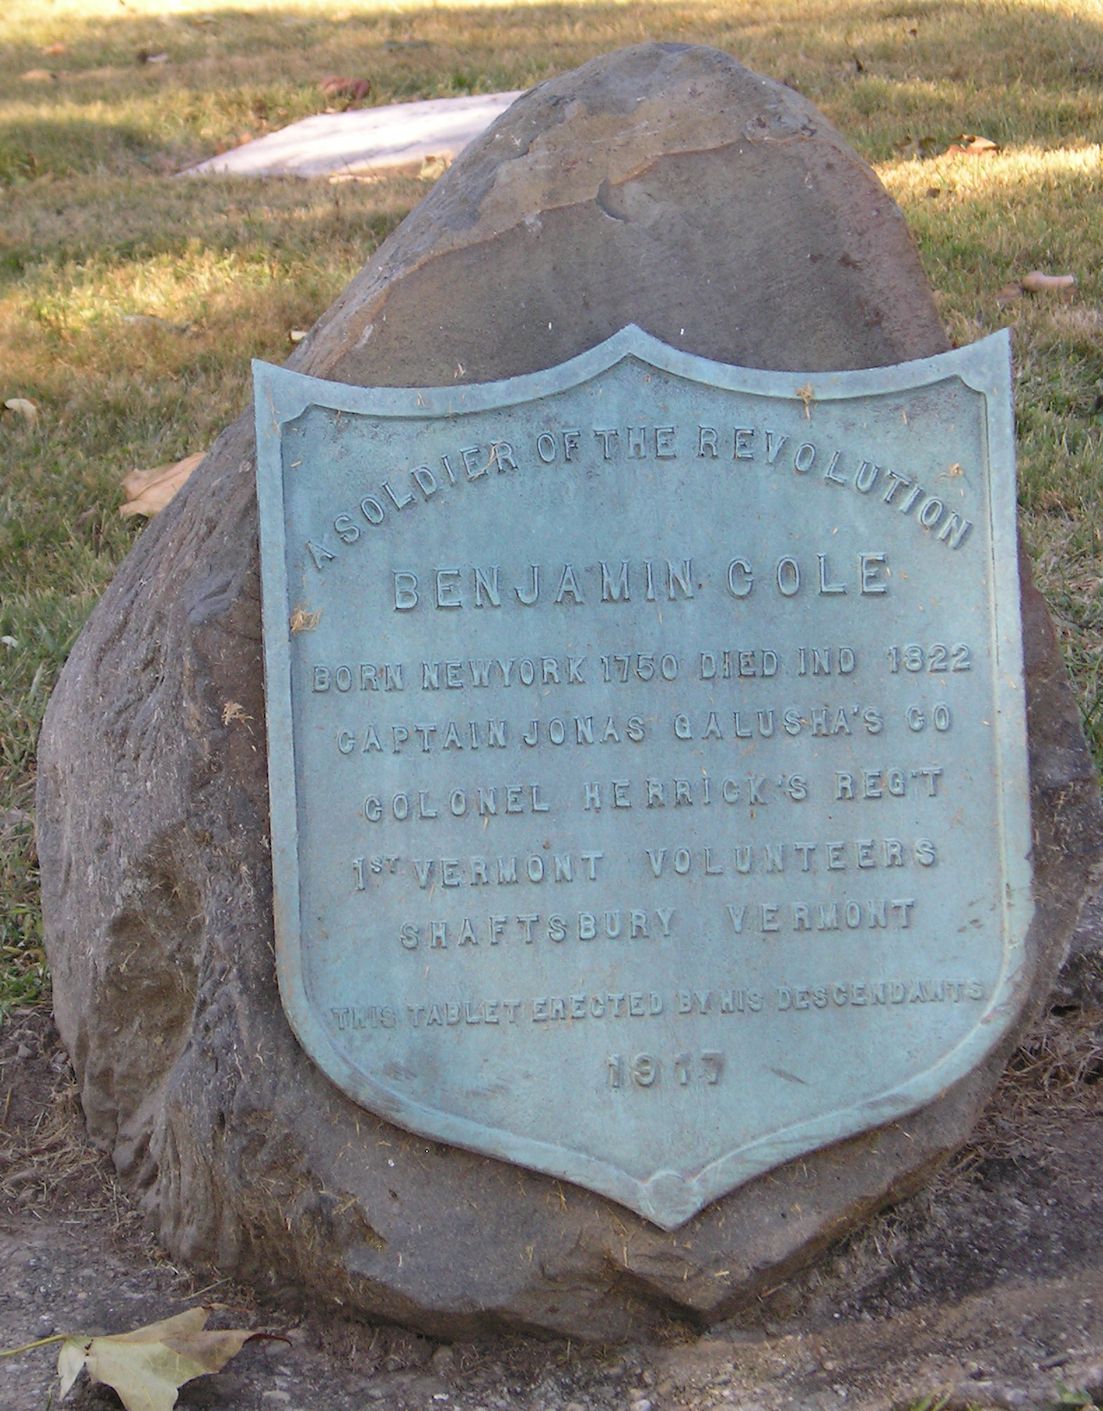 A SOLDIER OF THE REVOLUTION
BENJAMIN COLE
BORN NEWYORK 1750 DIED IND 1822
CAPTAIN JONAS GALUSHA'S CO
COLONEL HERRICK'S REG'T
1ST VERMONT VOLUNTEERS
SHAFTSBURY VERMONT
THIS TABLET ERECTED BY HIS DESCENDANTS
1917